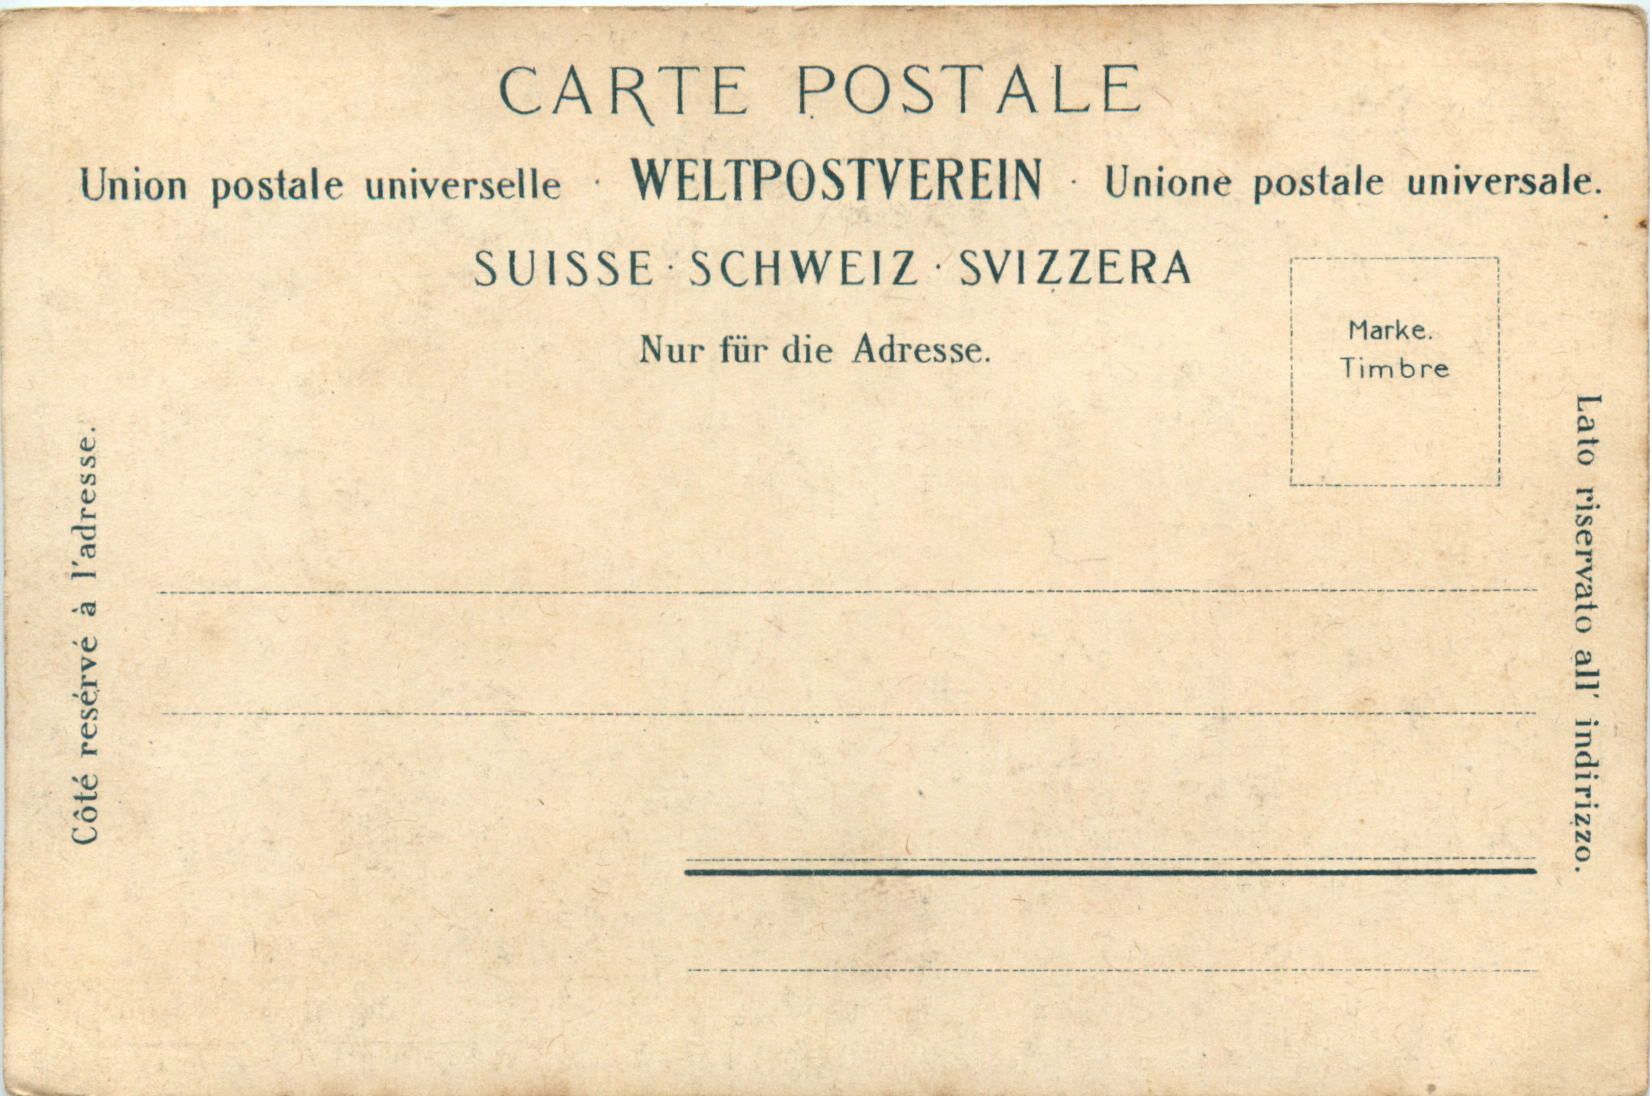 CARTE POSTALE
Union postale universelle · WELTPOSTVEREIN · Unione postale universale.
SUISSE · SCHWEIZ · SVIZZERA
Nur für die Adresse.
Marke.
Timbre
Côté resérvé à l'adresse.
Lato riservato all' indirizzo.